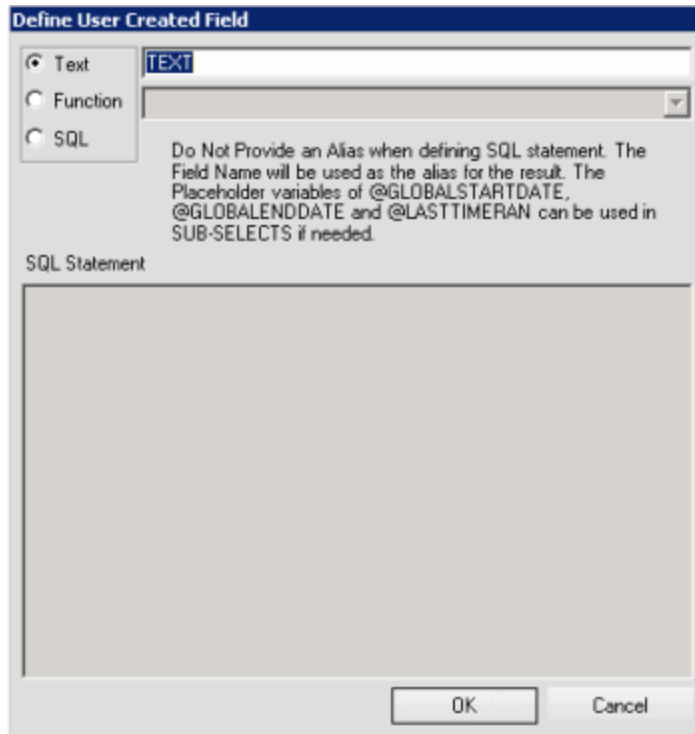 Define User Created Field
Text
TEXT
Function
SQL
Do Not Provide an Alias when defining SQL statement. The
Field Name will be used as the alias for the result. The
Placeholder variables of @GLOBALSTARTDATE,
@GLOBALENDDATE and @LASTTIMERAN can be used in
SUB-SELECTS if needed.
SQL Statement
OK
Cancel